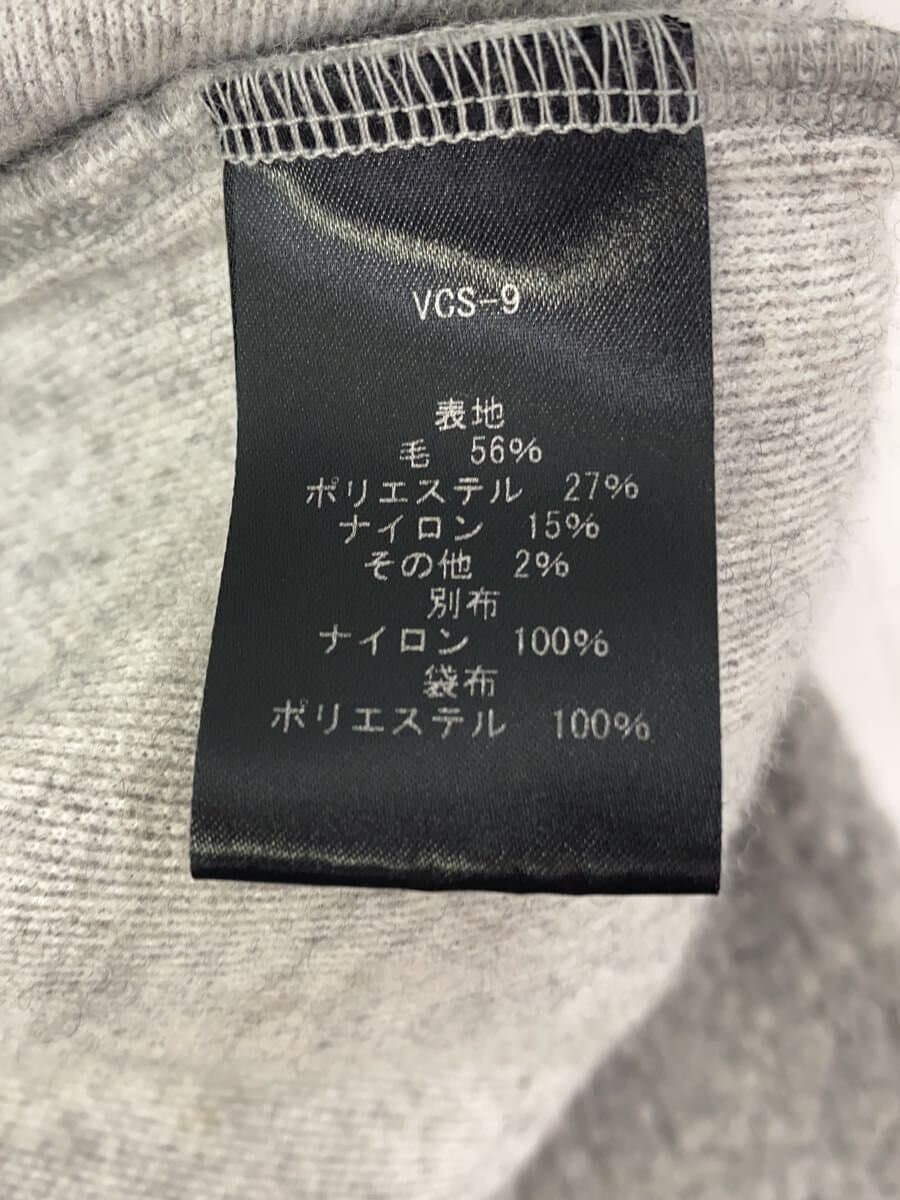 VCS-9
表地
毛 56%
ポリエステル 27%
ナイロン 15%
その他 2%
別布
ナイロン 100%
袋布
ポリエステル 100%